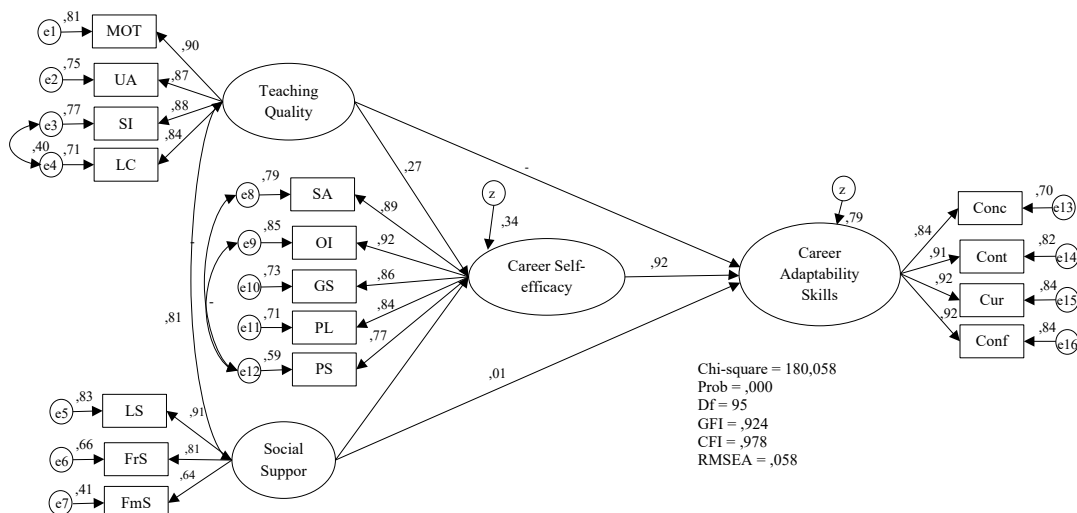 e1
,81
MOT
,90
e2
,75
UA
,87
e3
,77
SI
,88
,40
e4
,71
LC
,84
Teaching
Quality
,27
-
e8
,79
SA
,89
e9
,85
OI
,92
e10
,73
GS
,86
e11
,71
PL
,84
e12
,59
PS
,77
-
-
,81
z
,34
Career Self-
efficacy
,92
z
,79
Career
Adaptability
Skills
,84
Conc
,70
e13
,91
Cont
,82
e14
,92
Cur
,84
e15
,92
Conf
,84
e16
,01
e5
,83
LS
,91
e6
,66
FrS
,81
e7
,41
FmS
,64
Social
Suppor
Chi-square = 180,058
Prob = ,000
Df = 95
GFI = ,924
CFI = ,978
RMSEA = ,058